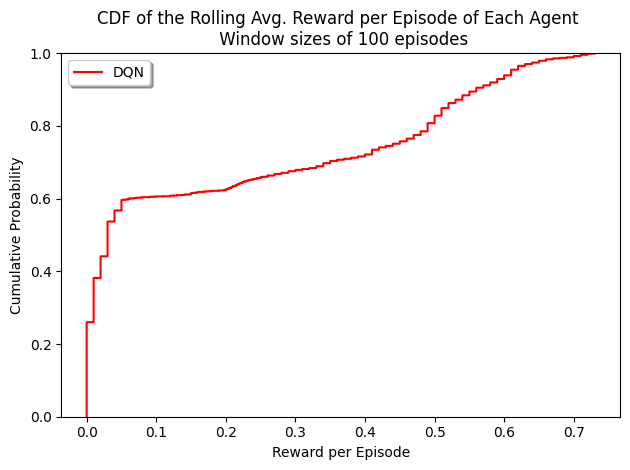 CDF of the Rolling Avg. Reward per Episode of Each Agent
Window sizes of 100 episodes
DQN
1.0
0.8
0.6
0.4
0.2
0.0
Cumulative Probability
0.0 0.1 0.2 0.3 0.4 0.5 0.6 0.7
Reward per Episode